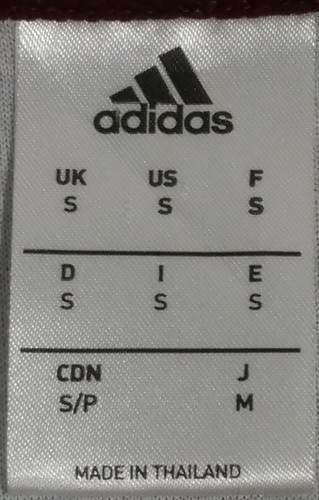 adidas
UK US F
S S S
D I E
S S S
CDN J
S/P M
MADE IN THAILAND